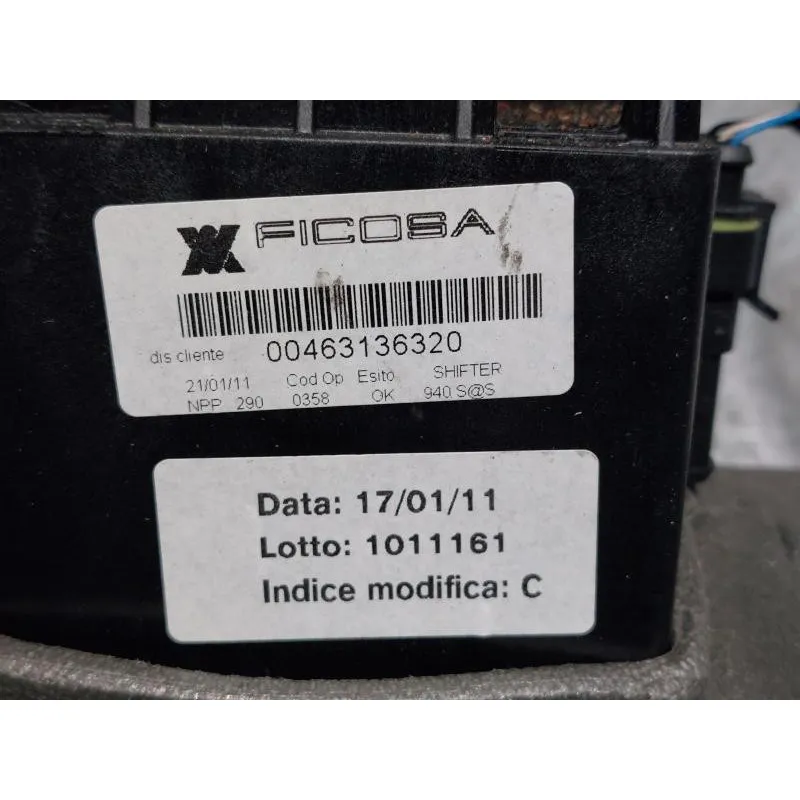 FICOSA
dis cliente 00463136320
21/01/11 Cod Op Esito SHIFTER
NPP 290 0358 OK 940 S@S
Data: 17/01/11
Lotto: 1011161
Indice modifica: C